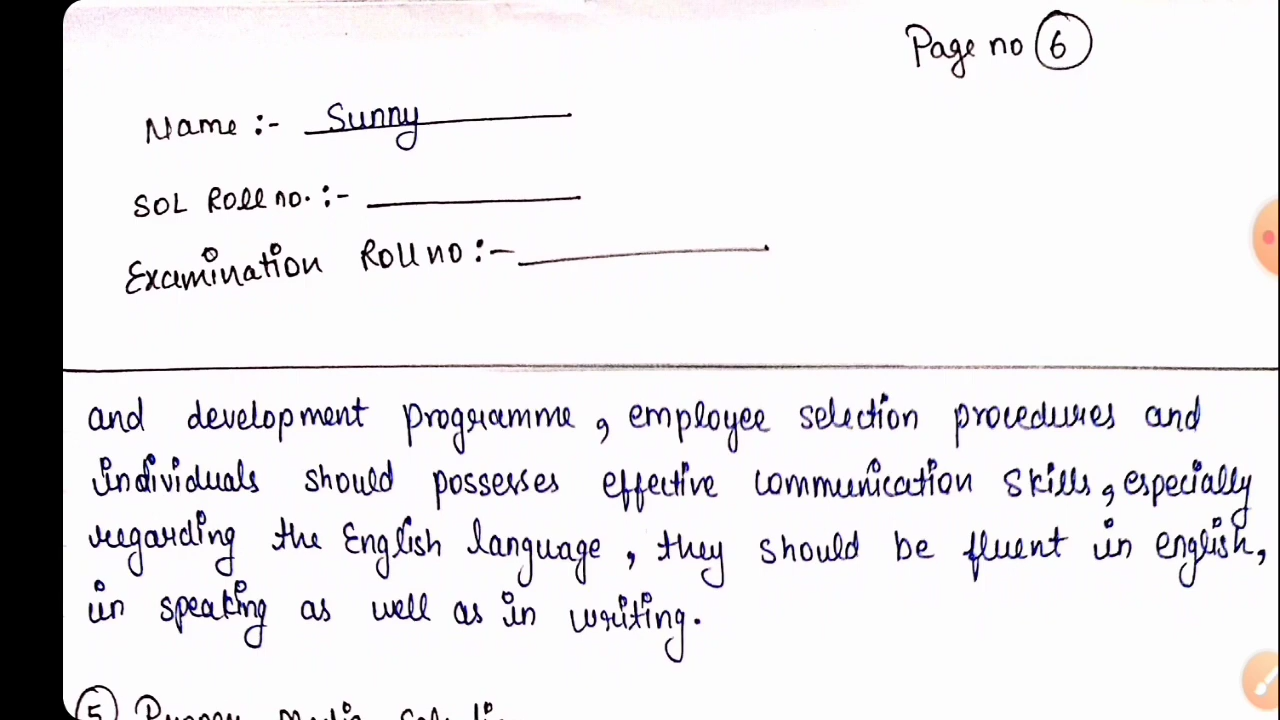 Page no 6
Name :- Sunny
SOL Roll no. :-
Examination Roll no :-
and development programme, employee selection procedures and
individuals should possesses effective communication skills, especially
regarding the English language, they should be fluent in english,
in speaking as well as in writing.
5